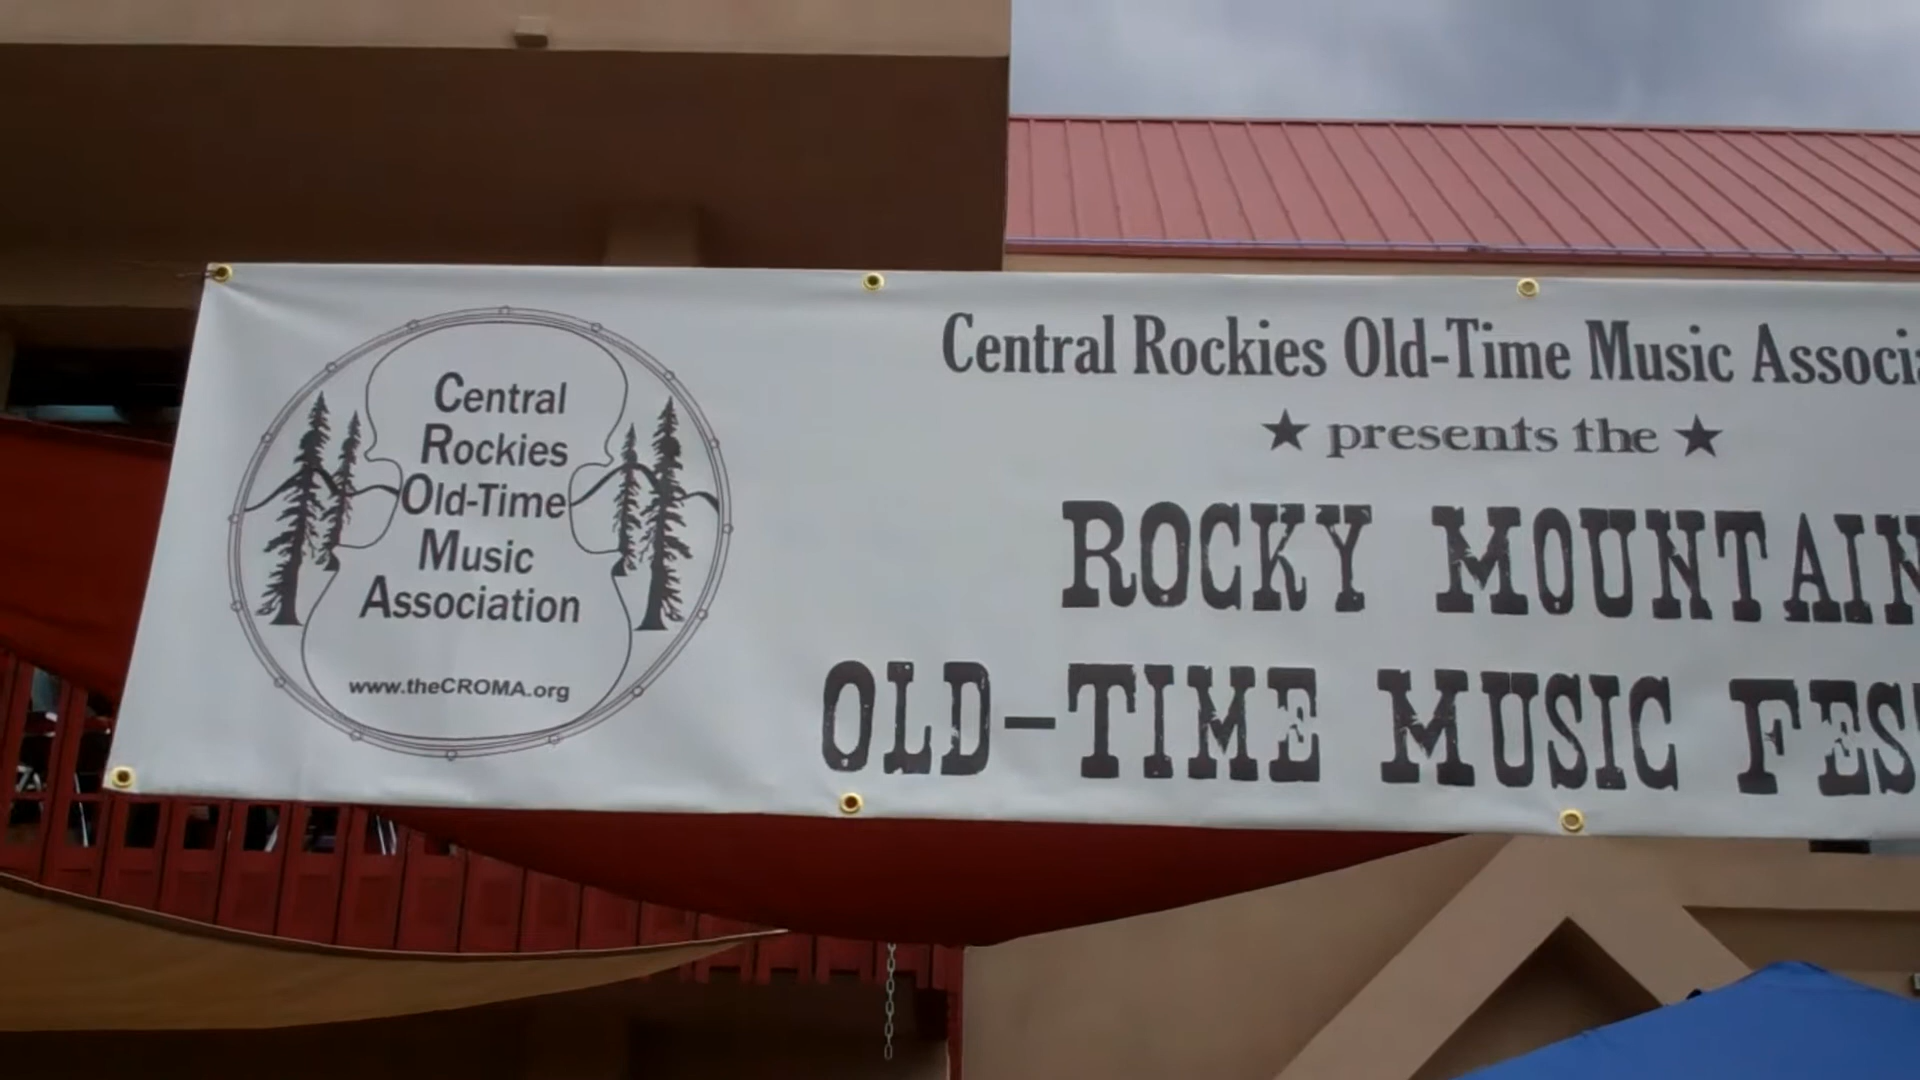 Central
Rockies
Old-Time
Music
Association
www.theCROMA.org
Central Rockies Old-Time Music Associa
★ presents the ★
ROCKY MOUNTAIN
OLD-TIME MUSIC FES